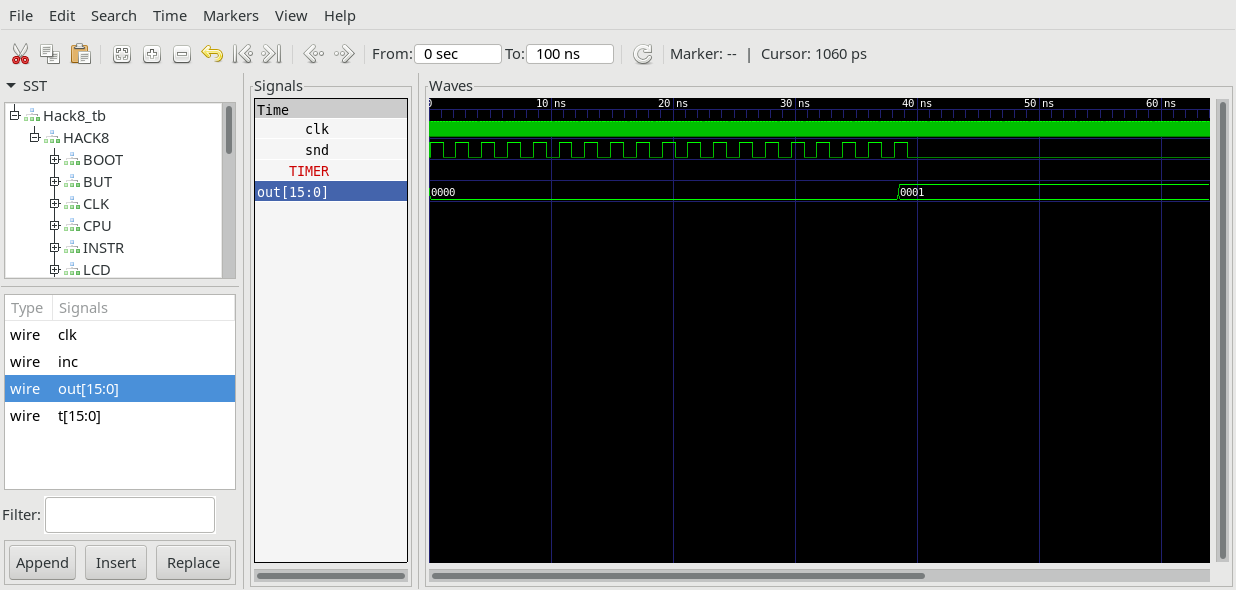 File Edit Search Time Markers View Help
From: 0 sec To: 100 ns Marker: -- | Cursor: 1060 ps
SST
Hack8_tb
HACK8
BOOT
BUT
CLK
CPU
INSTR
LCD
Type Signals
wire clk
wire inc
wire out[15:0]
wire t[15:0]
Filter:
Append Insert Replace
Signals
Time
clk
snd
TIMER
out[15:0]
Waves
0 10 ns 20 ns 30 ns 40 ns 50 ns 60 ns
0000 0001